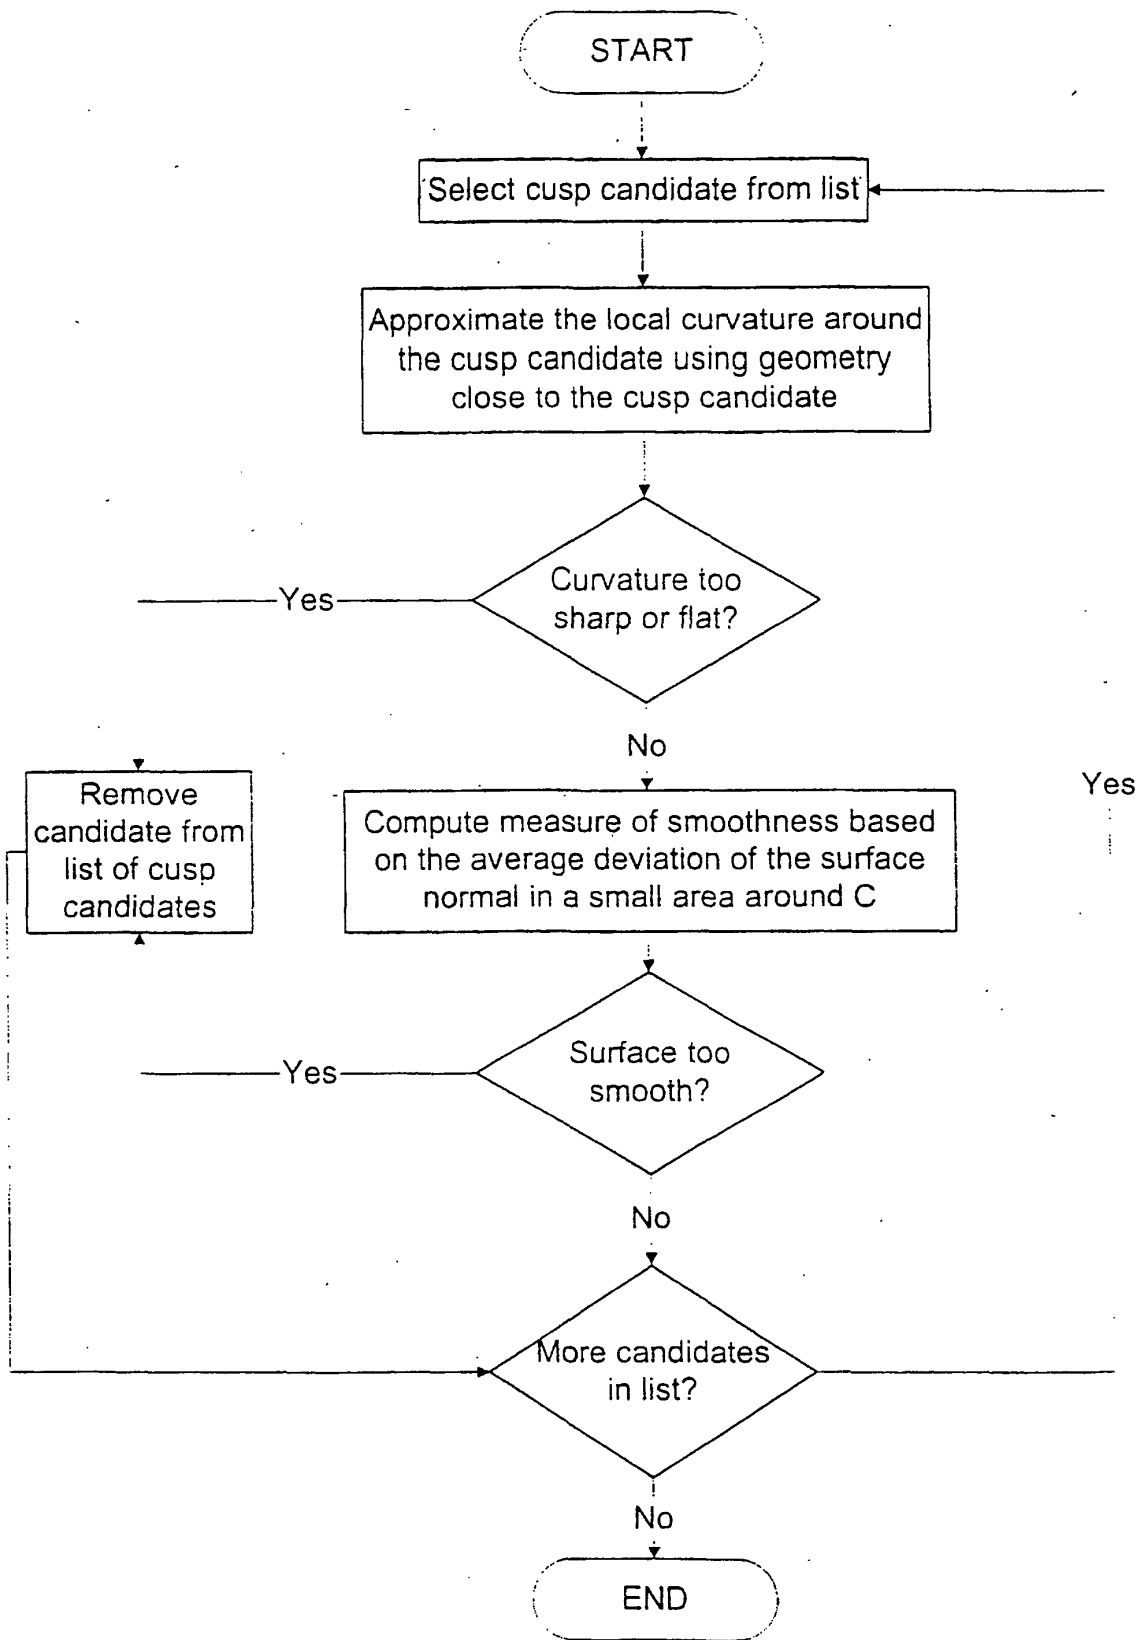 START
Select cusp candidate from list
Approximate the local curvature around
the cusp candidate using geometry
close to the cusp candidate
Curvature too
sharp or flat?
Yes
No
Remove
candidate from
list of cusp
candidates
Compute measure of smoothness based
on the average deviation of the surface
normal in a small area around C
Yes
Surface too
smooth?
Yes
No
More candidates
in list?
No
END